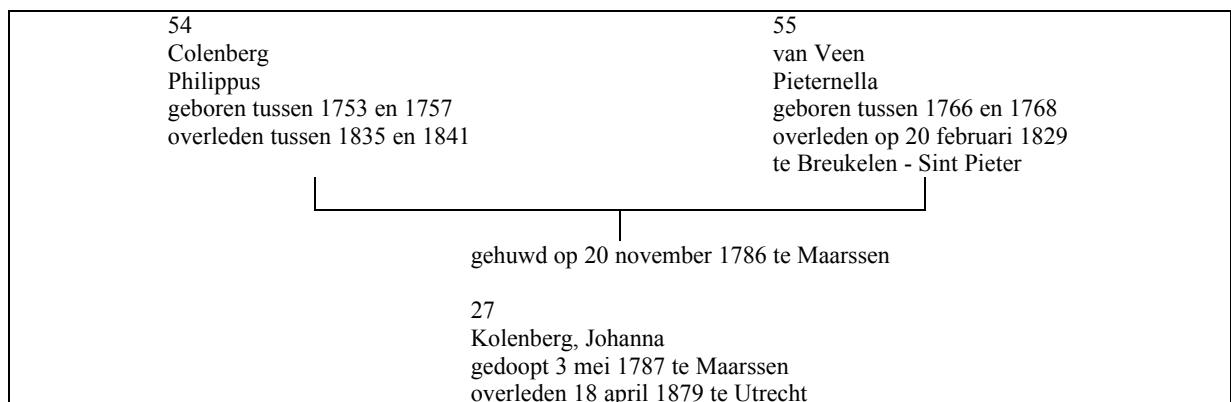 54
Colenberg
Philippus
geboren tussen 1753 en 1757
overleden tussen 1835 en 1841
55
van Veen
Pieternella
geboren tussen 1766 en 1768
overleden op 20 februari 1829
te Breukelen - Sint Pieter
gehuwd op 20 november 1786 te Maarssen
27
Kolenberg, Johanna
gedoopt 3 mei 1787 te Maarssen
overleden 18 april 1879 te Utrecht